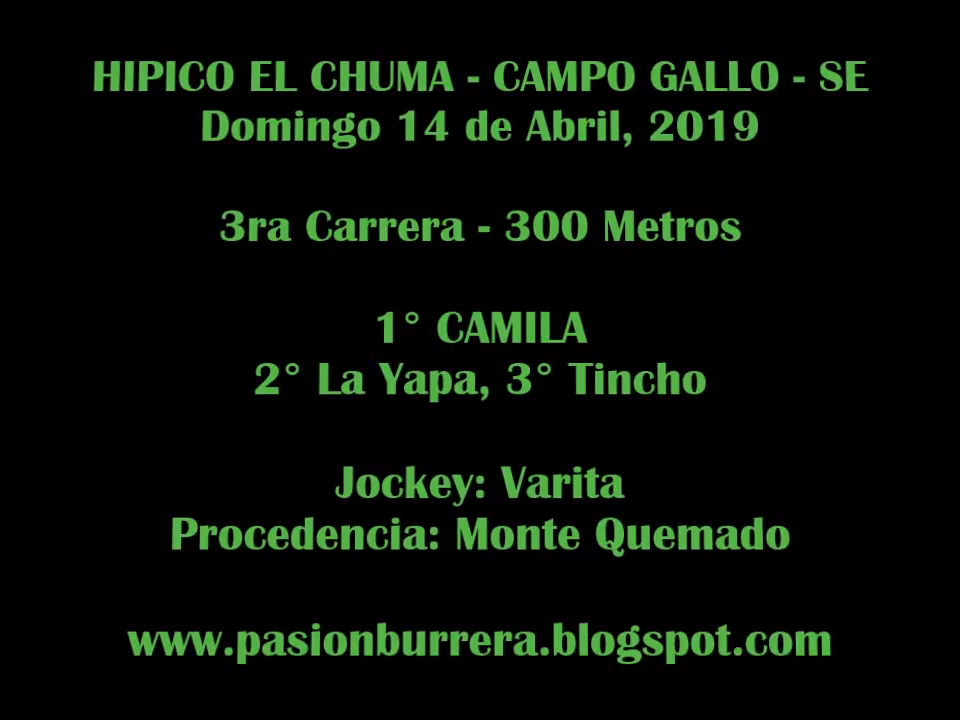 HIPICO EL CHUMA - CAMPO GALLO - SE
Domingo 14 de Abril, 2019
3ra Carrera - 300 Metros
1° CAMILA
2° La Yapa, 3° Tincho
Jockey: Varita
Procedencia: Monte Quemado
www.pasionburrera.blogspot.com